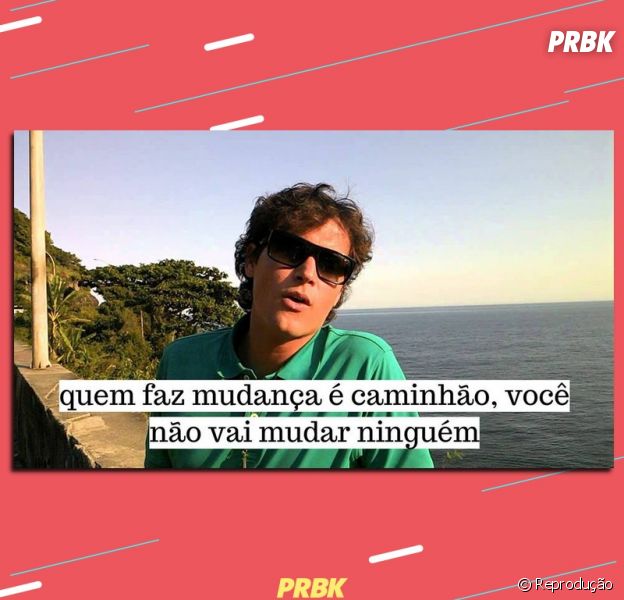 PRBK
quem faz mudança é caminhão, você
não vai mudar ninguém
PRBK
© Reprodução